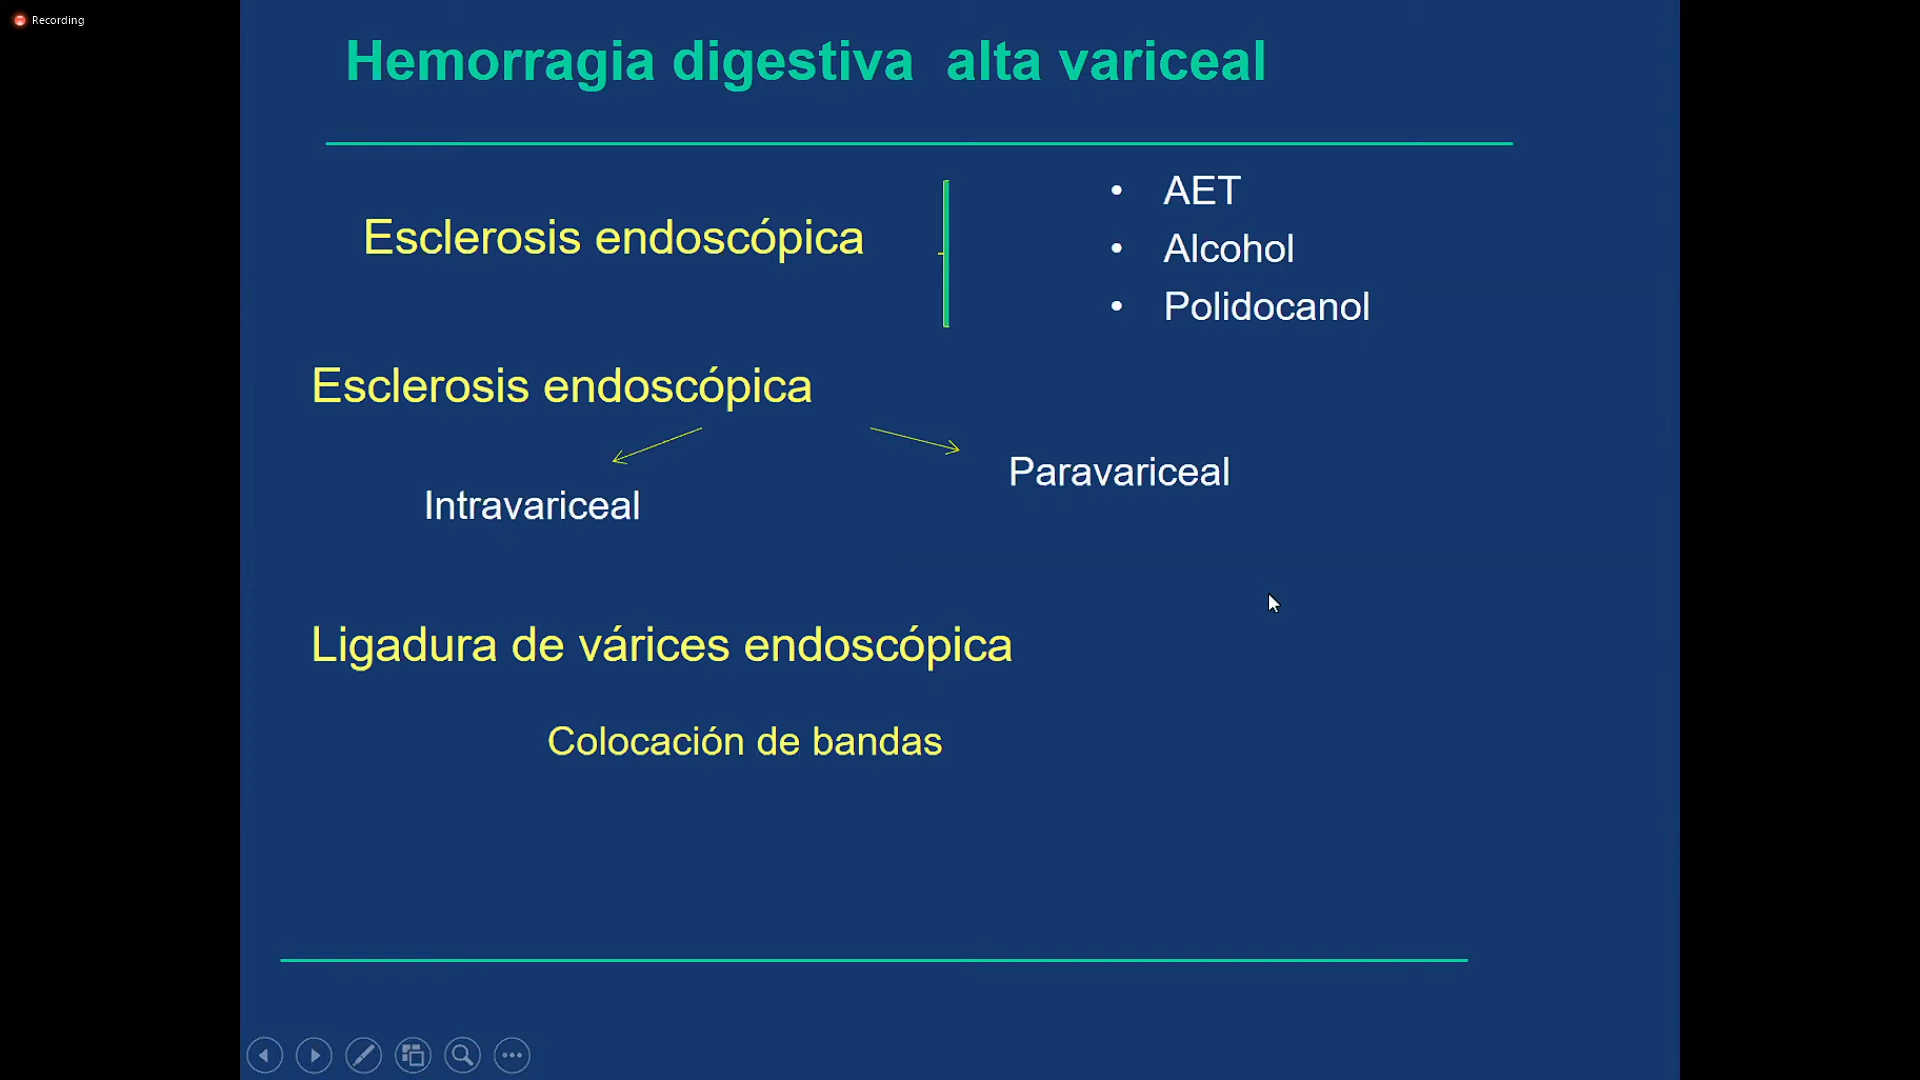 Recording
Hemorragia digestiva  alta variceal
Esclerosis endoscópica
• AET
• Alcohol
• Polidocanol
Esclerosis endoscópica
Paravariceal
Intravariceal
Ligadura de várices endoscópica
Colocación de bandas